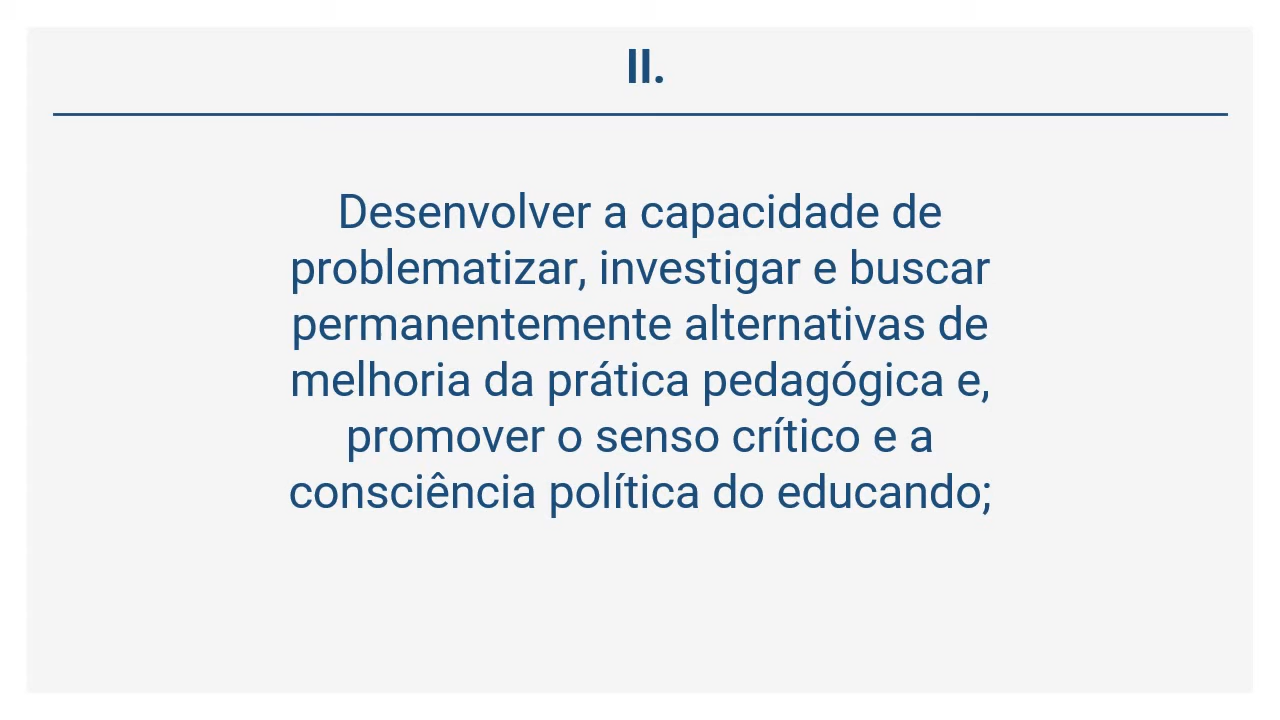 II.
Desenvolver a capacidade de
problematizar, investigar e buscar
permanentemente alternativas de
melhoria da prática pedagógica e,
promover o senso crítico e a
consciência política do educando;